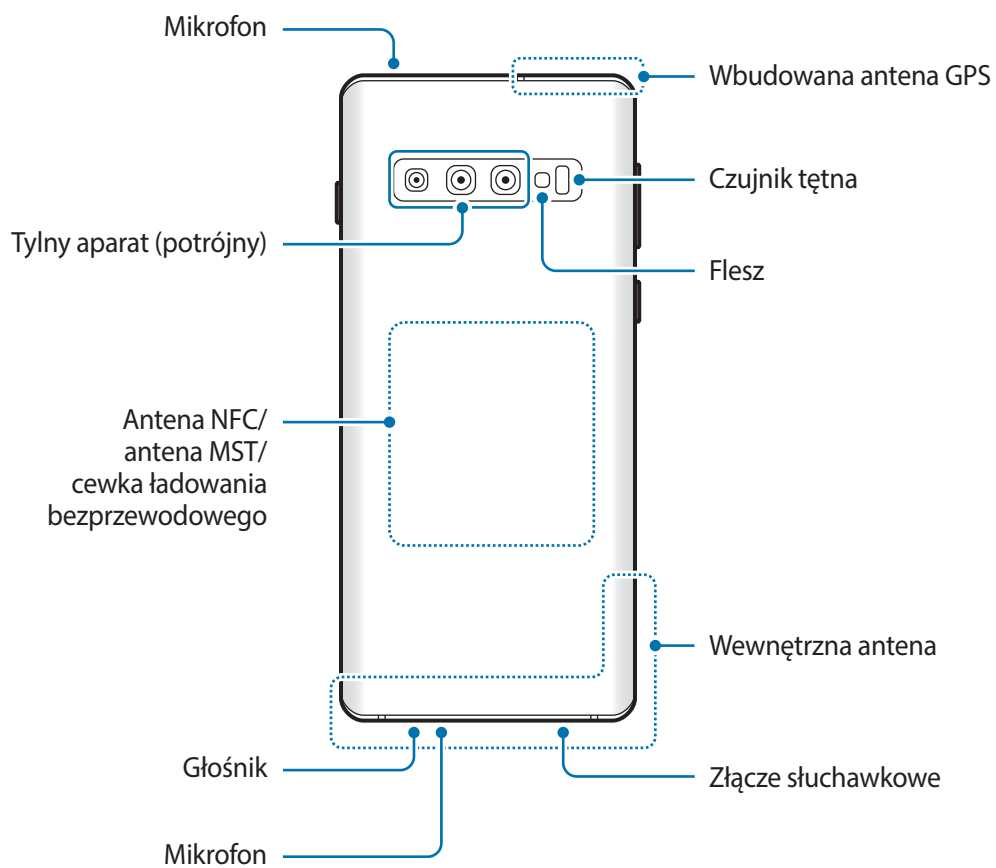 Mikrofon
Wbudowana antena GPS
Czujnik tętna
Tylny aparat (potrójny)
Flesz
Antena NFC/
antena MST/
cewka ładowania
bezprzewodowego
Wewnętrzna antena
Głośnik
Złącze słuchawkowe
Mikrofon